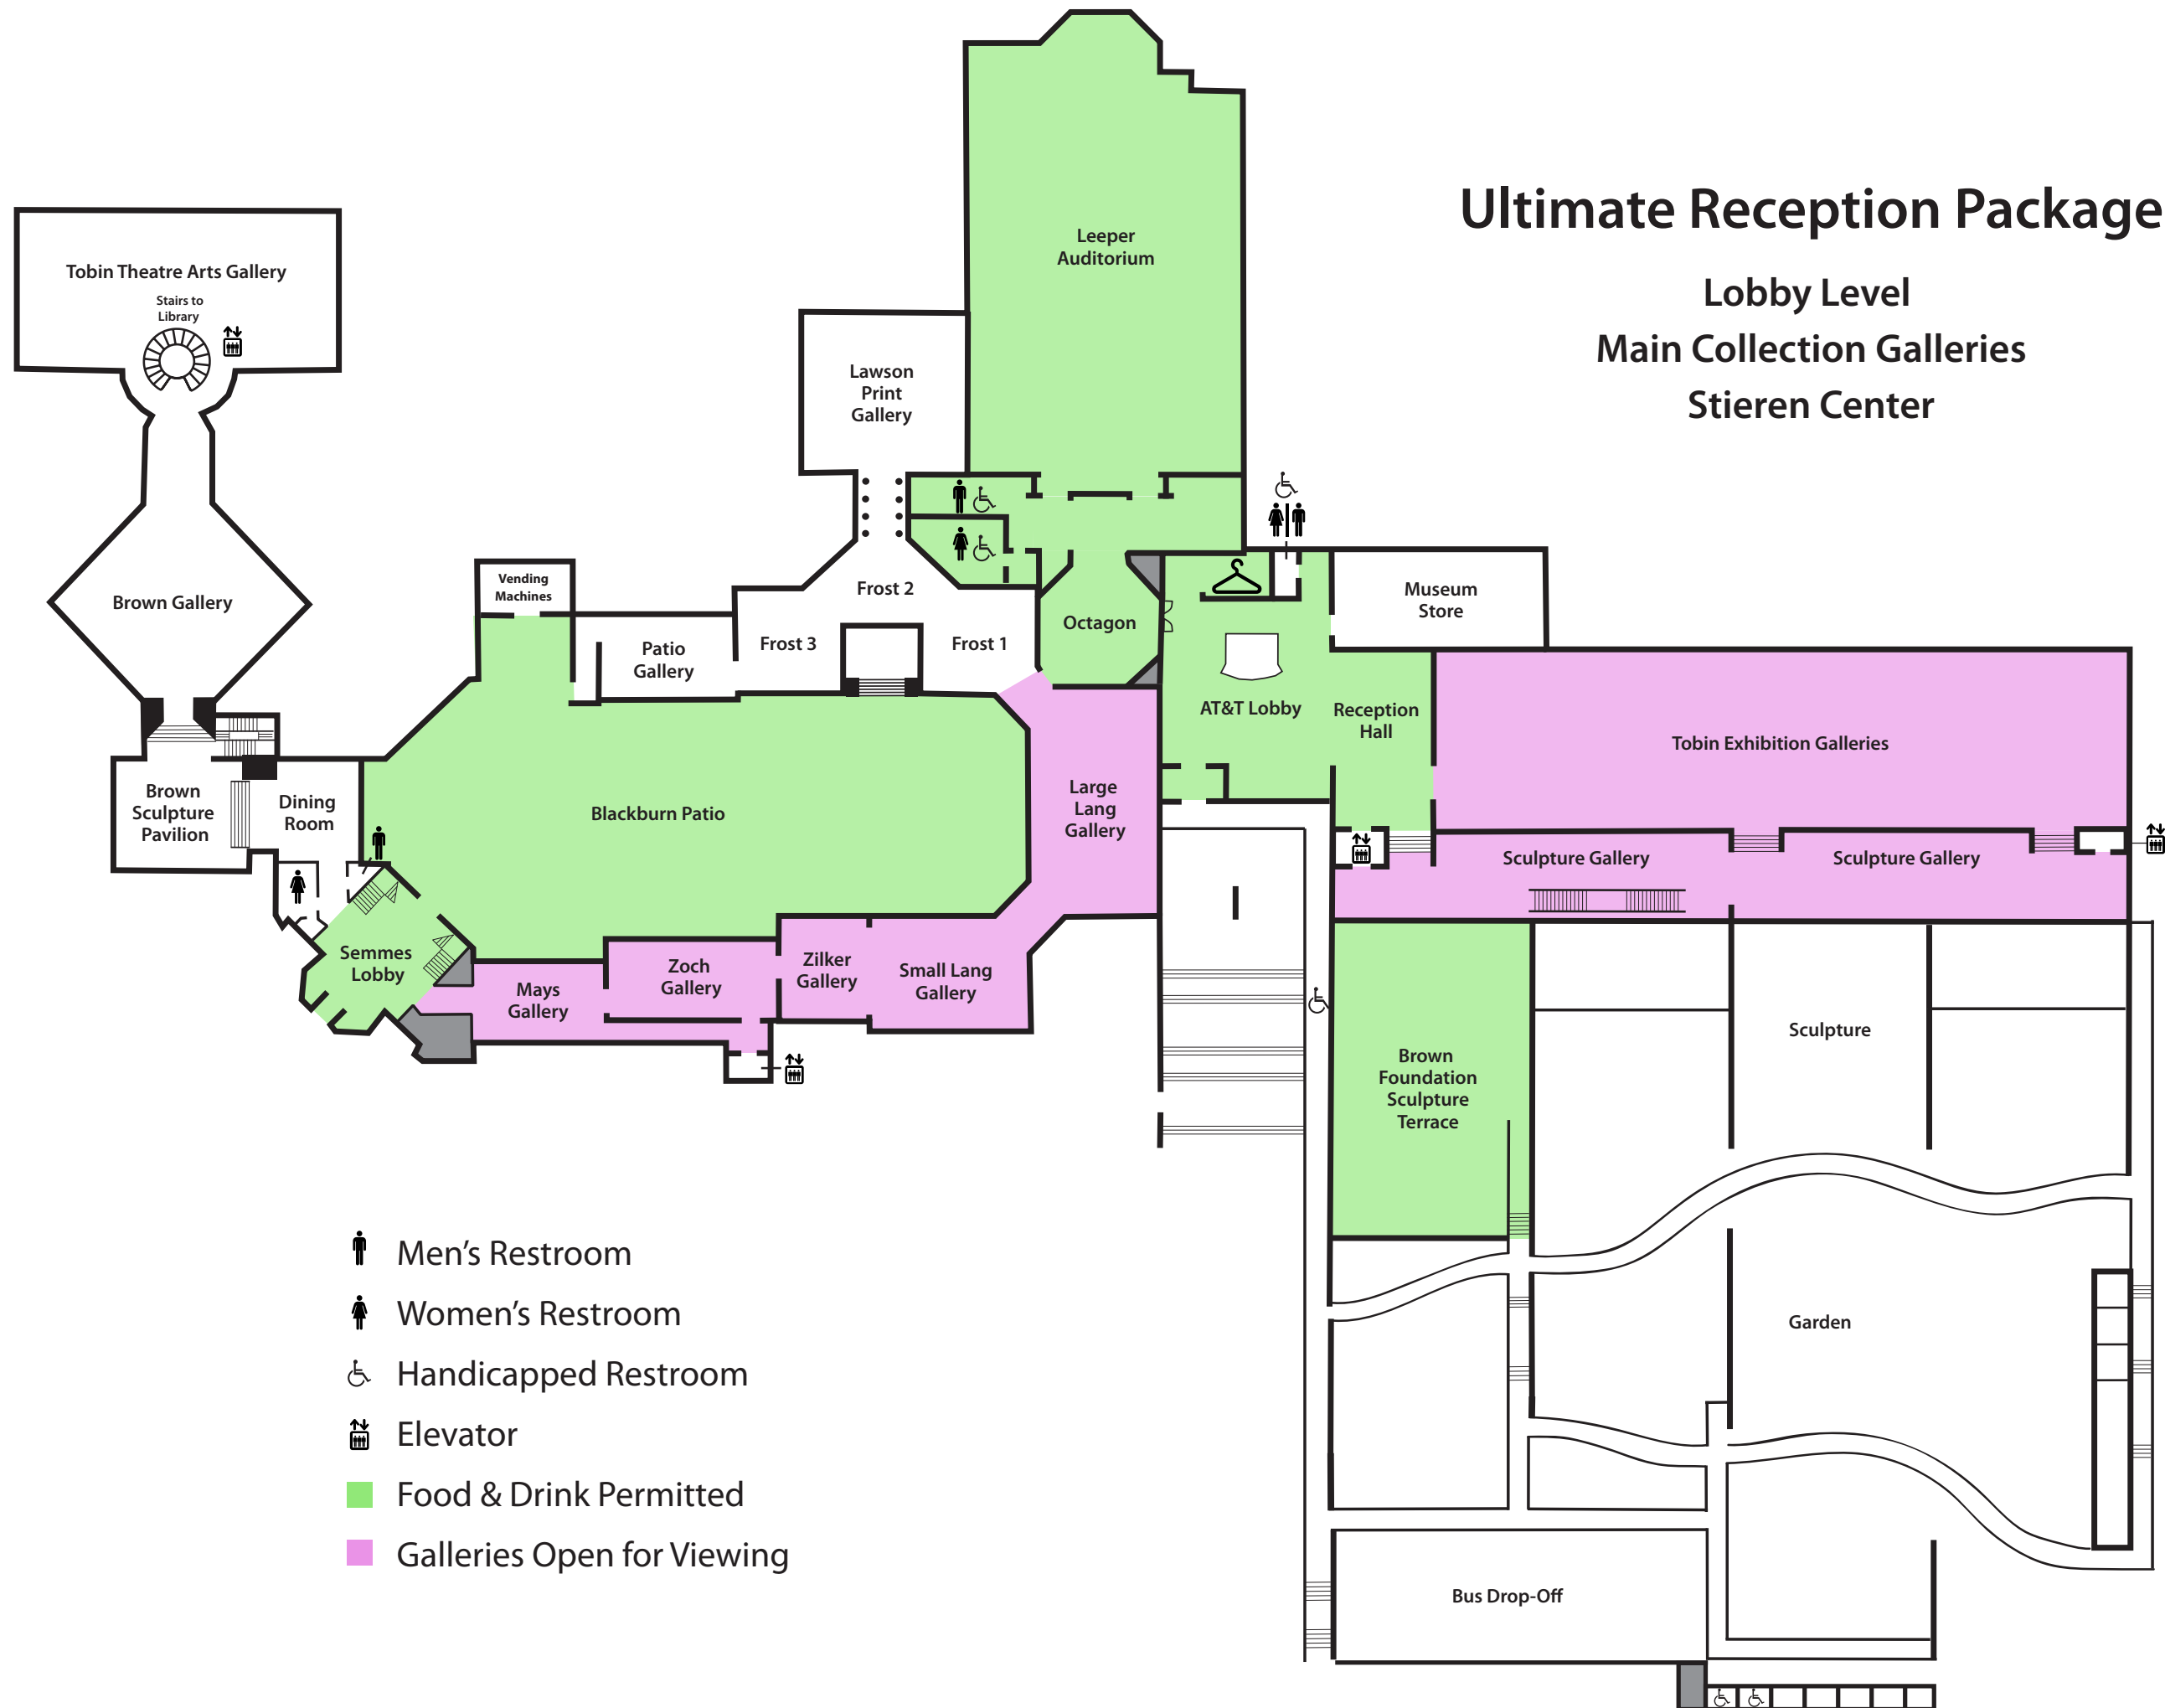 Ultimate Reception Package
Lobby Level
Main Collection Galleries
Stieren Center
Leeper
Auditorium
Tobin Theatre Arts Gallery
Stairs to
Library
Lawson
Print
Gallery
Brown Gallery
Vending
Machines
Frost 2
Museum
Store
Octagon
Patio
Gallery
Frost 3
Frost 1
AT&T Lobby
Reception
Hall
Tobin Exhibition Galleries
Brown
Sculpture
Pavilion
Dining
Room
Blackburn Patio
Large
Lang
Gallery
Sculpture Gallery
Sculpture Gallery
Semmes
Lobby
Mays
Gallery
Zoch
Gallery
Zilker
Gallery
Small Lang
Gallery
Sculpture
Brown
Foundation
Sculpture
Terrace
Garden
Men's Restroom
Women's Restroom
Handicapped Restroom
Elevator
Food & Drink Permitted
Galleries Open for Viewing
Bus Drop-Off